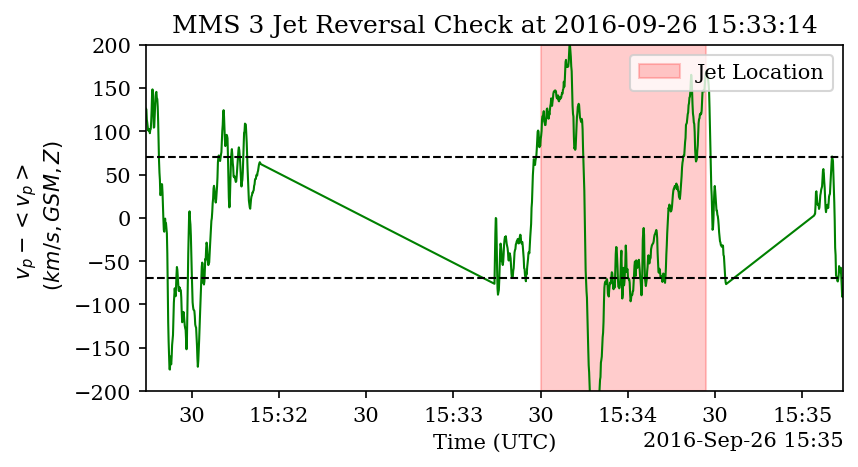 MMS 3 Jet Reversal Check at 2016-09-26 15:33:14
v_p − <v_p>
(km/s, GSM, Z)
200
150
100
50
0
−50
−100
−150
−200
Jet Location
30 15:32 30 15:33 30 15:34 30 15:35
Time (UTC)
2016-Sep-26 15:35